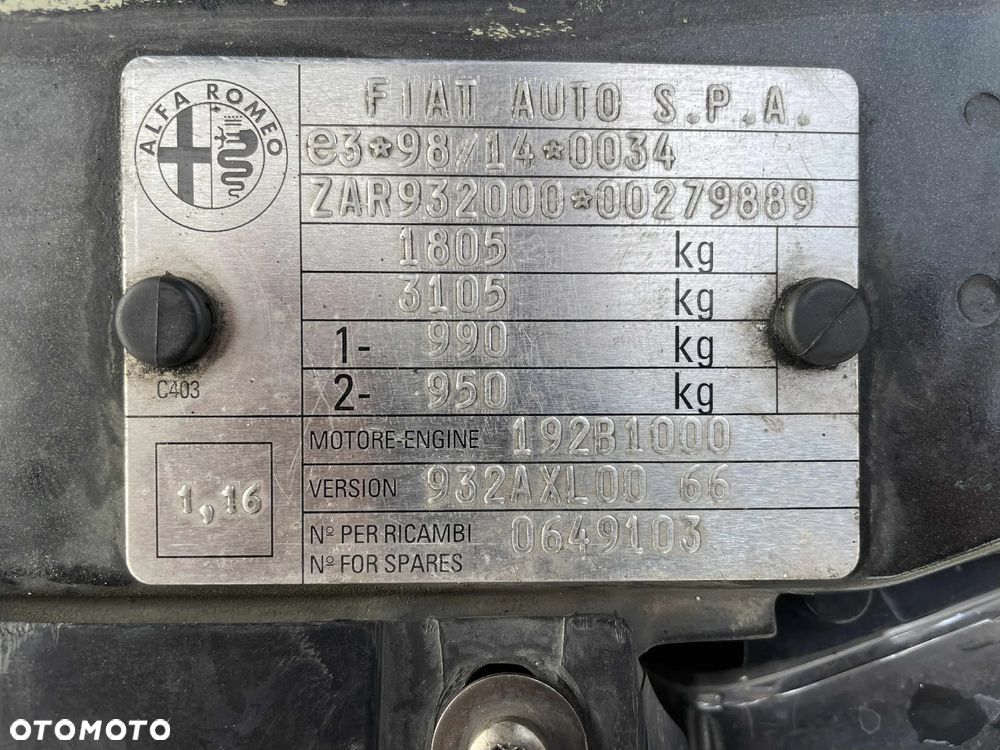 ALFA ROMEO
FIAT AUTO S.P.A.
e3*98/14*0034
ZAR932000*00279889
1805 kg
3105 kg
1- 990 kg
2- 950 kg
C403
MOTORE-ENGINE 192B1000
VERSION 932AXL00 66
1,16
Nº PER RICAMBI 0649103
Nº FOR SPARES
OTOMOTO